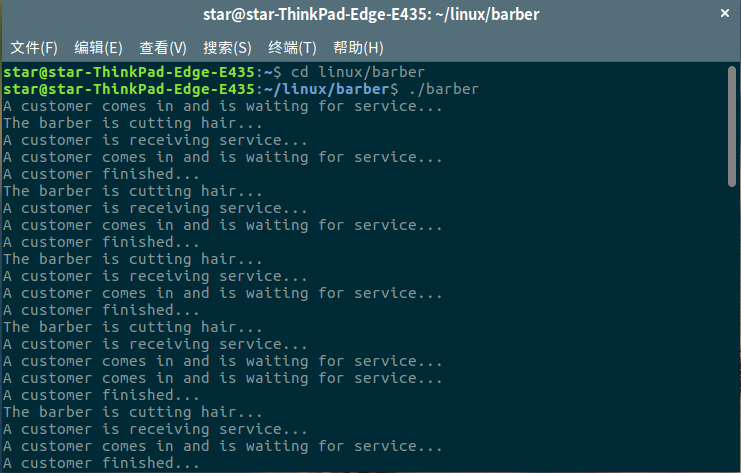 star@star-ThinkPad-Edge-E435: ~/linux/barber ×
文件(F) 编辑(E) 查看(V) 搜索(S) 终端(T) 帮助(H)
star@star-ThinkPad-Edge-E435:~$ cd linux/barber
star@star-ThinkPad-Edge-E435:~/linux/barber$ ./barber
A customer comes in and is waiting for service...
The barber is cutting hair...
A customer is receiving service...
A customer comes in and is waiting for service...
A customer finished...
The barber is cutting hair...
A customer is receiving service...
A customer comes in and is waiting for service...
A customer finished...
The barber is cutting hair...
A customer is receiving service...
A customer comes in and is waiting for service...
A customer finished...
The barber is cutting hair...
A customer is receiving service...
A customer comes in and is waiting for service...
A customer comes in and is waiting for service...
A customer finished...
The barber is cutting hair...
A customer is receiving service...
A customer comes in and is waiting for service...
A customer finished...